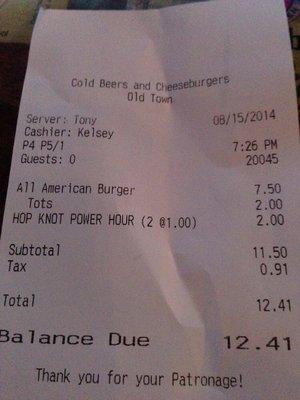 Cold Beers and Cheeseburgers
Old Town
Server: Tony 08/15/2014
Cashier: Kelsey
P4 P5/1 7:26 PM
Guests: 0 20045
All American Burger 7.50
Tots 2.00
HOP KNOT POWER HOUR (2 @1.00) 2.00
Subtotal 11.50
Tax 0.91
Total 12.41
Balance Due 12.41
Thank you for your Patronage!